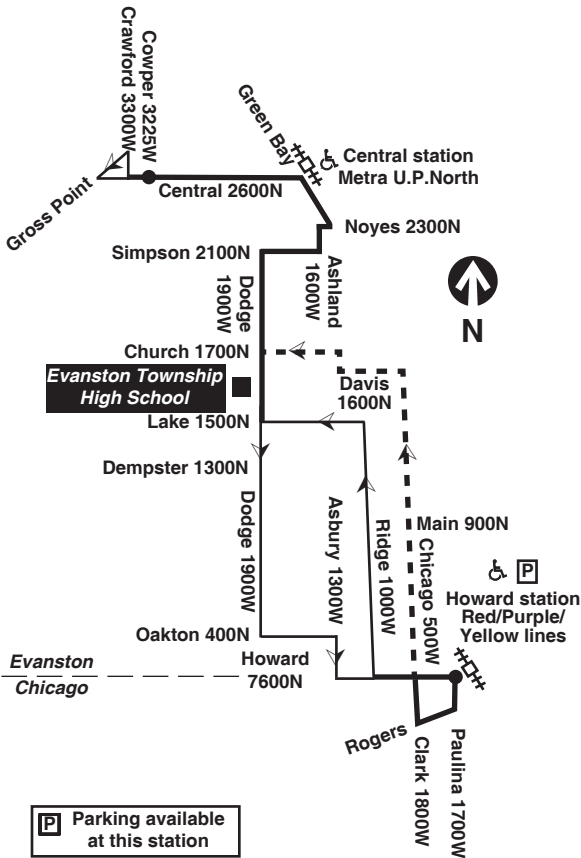 Cowper 3225W
Crawford 3300W
Green Bay
Central station
Metra U.P.North
Gross Point
Central 2600N
Noyes 2300N
Simpson 2100N
Ashland
1600W
Dodge
1900W
N
Church 1700N
Evanston Township
High School
Davis
1600N
Lake 1500N
Dempster 1300N
Dodge 1900W
Asbury 1300W
Ridge 1000W
Main 900N
Chicago 500W
P
Howard station
Red/Purple/
Yellow lines
Oakton 400N
Evanston
Chicago
Howard
7600N
Rogers
Clark 1800W
Paulina 1700W
P Parking available
at this station